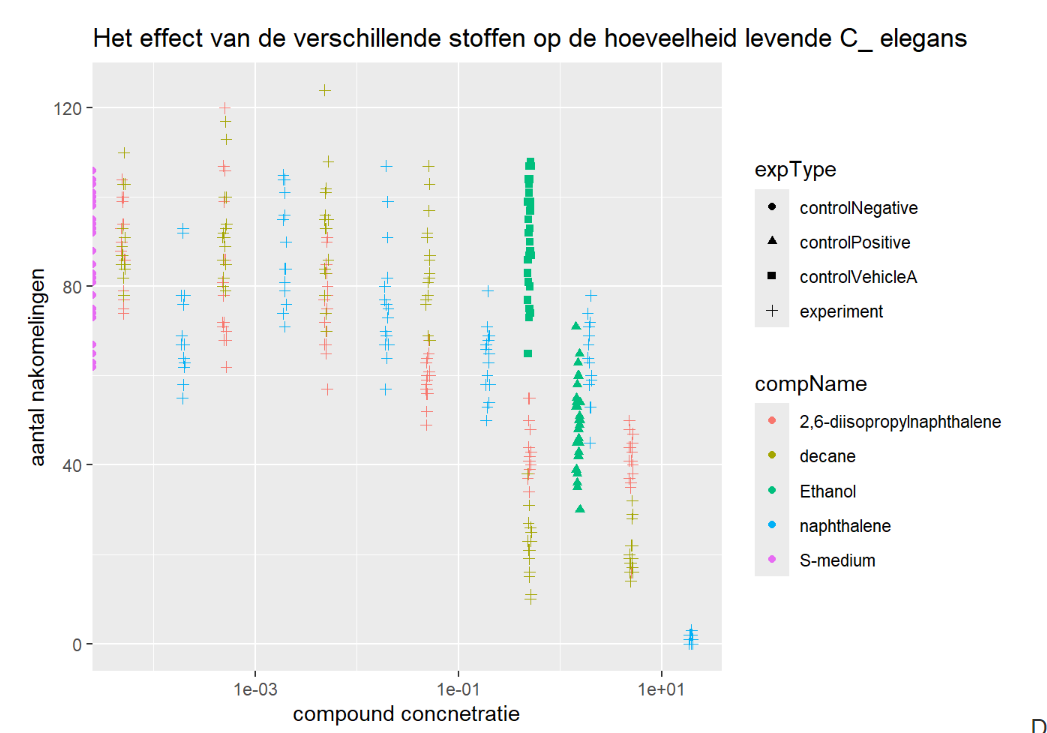 Het effect van de verschillende stoffen op de hoeveelheid levende C_ elegans
120
80
40
0
aantal nakomelingen
1e-03
1e-01
1e+01
compound concnetratie
expType
controlNegative
controlPositive
controlVehicleA
experiment
compName
2,6-diisopropylnaphthalene
decane
Ethanol
naphthalene
S-medium
D